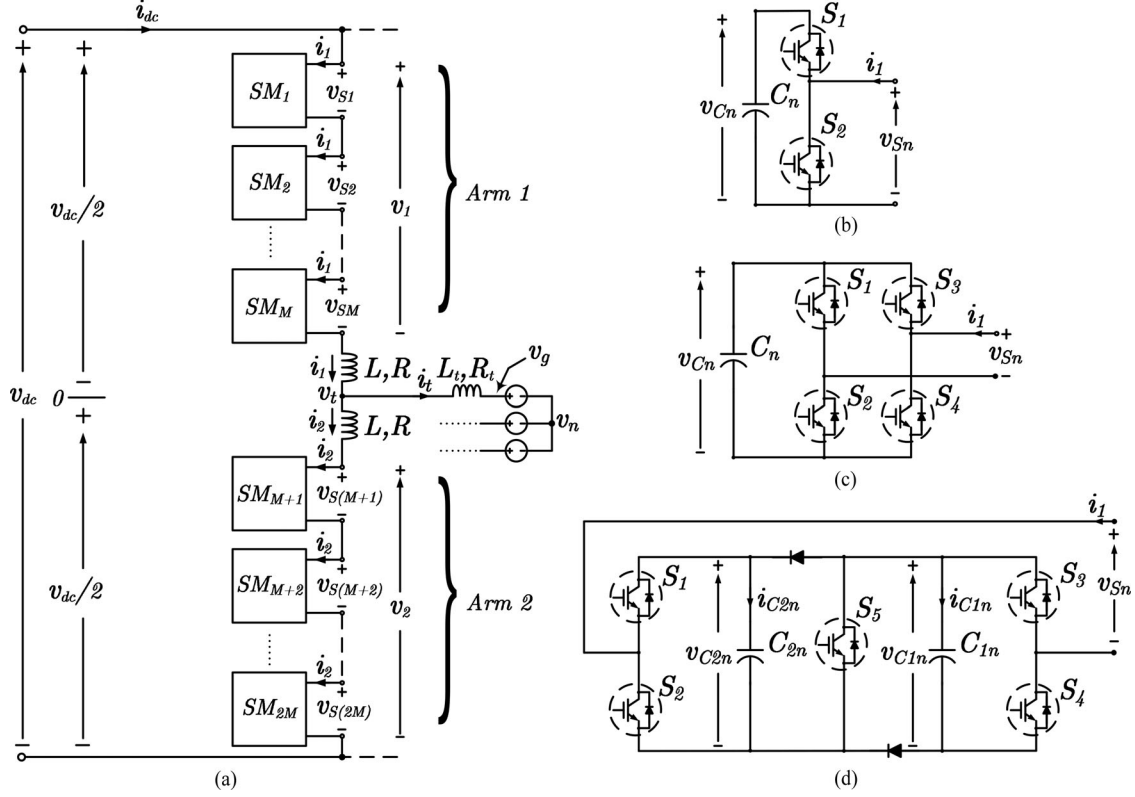 i_dc
+
+
v_dc/2
−
v_dc
0
+
v_dc/2
−
−
i_1
SM_1
+
v_S1
−
i_1
SM_2
+
v_S2
−
i_1
SM_M
+
v_SM
−
+
v_1
−
Arm 1
i_1
L,R
v_t
i_t
L_t,R_t
v_g
v_n
i_2
L,R
i_2
SM_M+1
+
v_S(M+1)
−
i_2
SM_M+2
+
v_S(M+2)
−
i_2
SM_2M
+
v_S(2M)
−
+
v_2
−
Arm 2
(a)
S_1
+
v_Cn
−
C_n
i_1
+
v_Sn
−
S_2
(b)
S_1
S_3
+
v_Cn
−
C_n
i_1
+
v_Sn
−
S_2
S_4
(c)
i_1
S_1
+
i_C2n
S_5
+
i_C1n
S_3
+
v_Sn
−
v_C2n
C_2n
v_C1n
C_1n
S_2
−
−
S_4
(d)